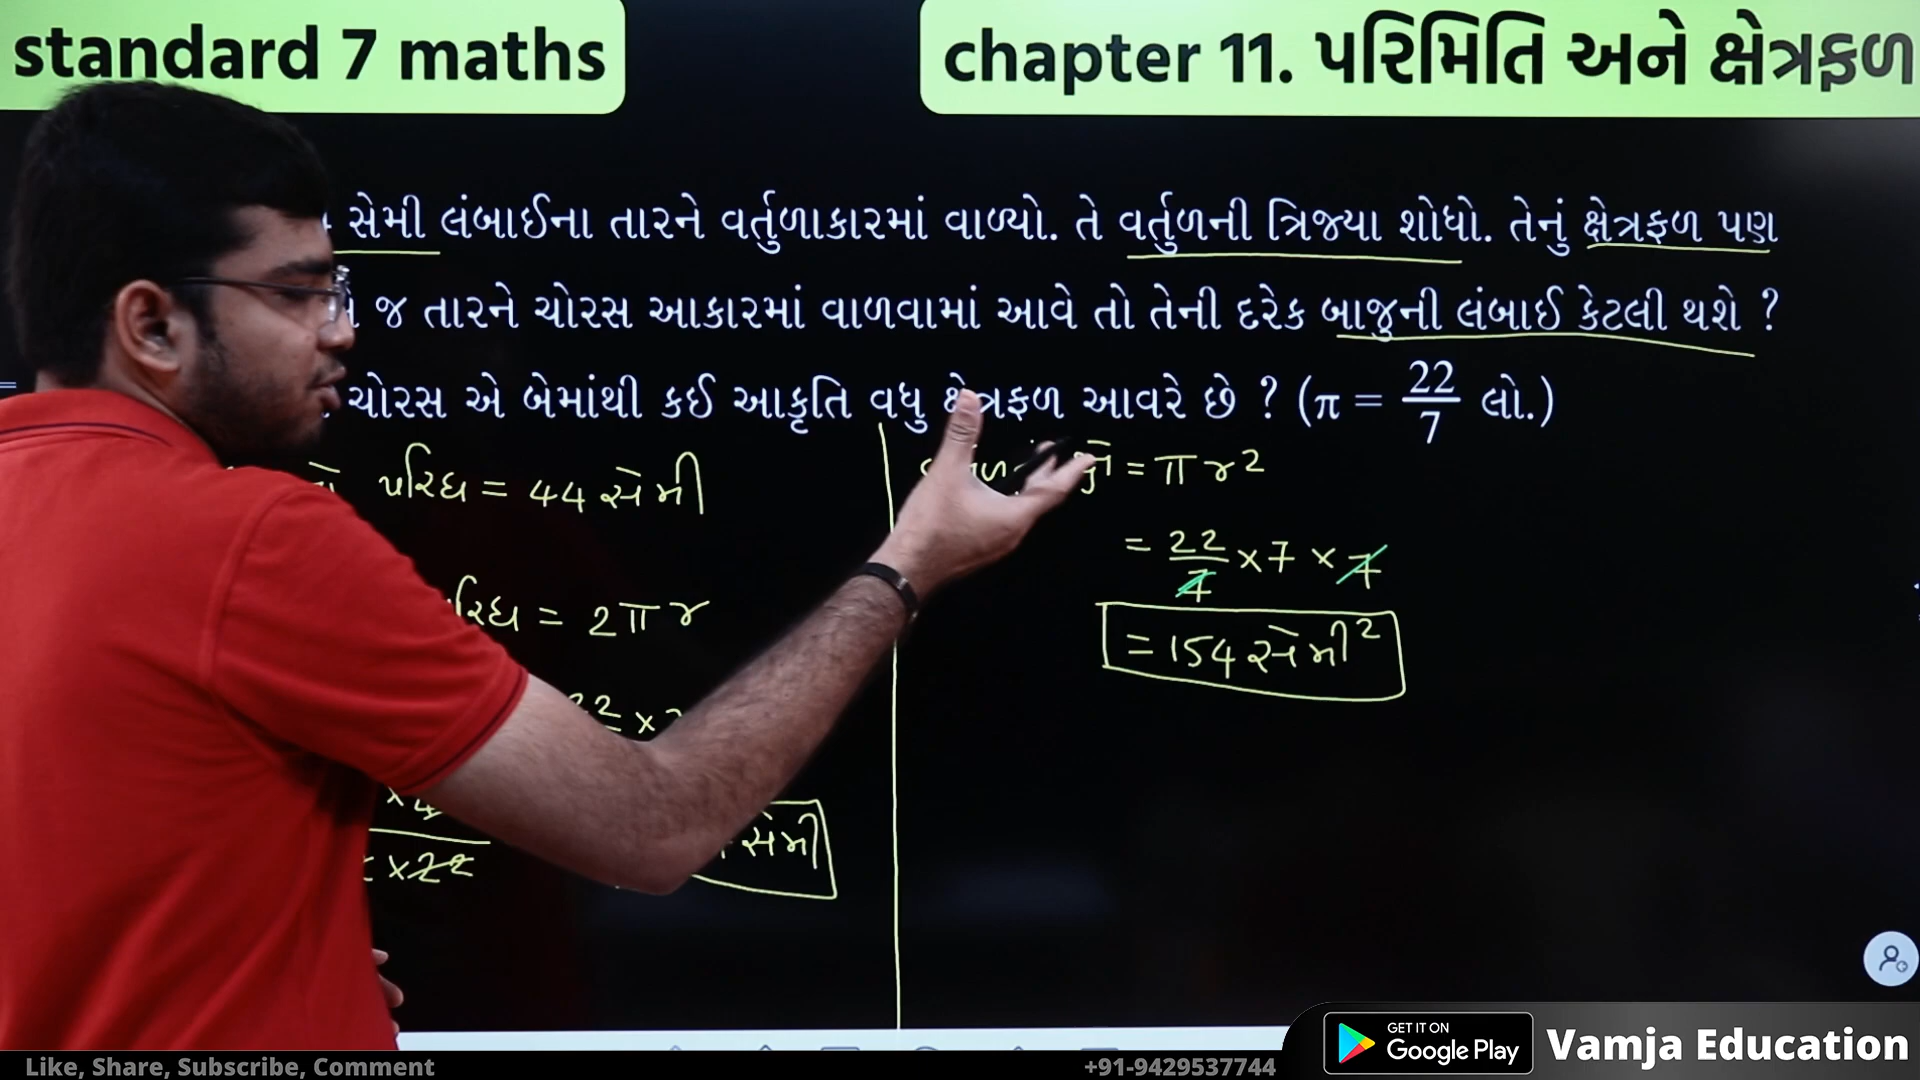 standard 7 maths
chapter 11. પરિમિતિ અને ક્ષેત્રફળ
સેમી લંબાઈના તારને વર્તુળાકારમાં વાળ્યો. તે વર્તુળની ત્રિજ્યા શોધો. તેનું ક્ષેત્રફળ પણ
જ તારને ચોરસ આકારમાં વાળવામાં આવે તો તેની દરેક બાજુની લંબાઈ કેટલી થશે ?
ચોરસ એ બેમાંથી કઈ આકૃતિ વધુ ક્ષેત્રફળ આવરે છે ? (π = 22/7 લો.)
પરિઘ = 44 સેમી
= 2πr
22 ×
× 22
સેમી
= πr²
= 22/7 × 7 × 7
= 154 સેમી²
GET IT ON
Google Play
Vamja Education
Like, Share, Subscribe, Comment
+91-9429537744